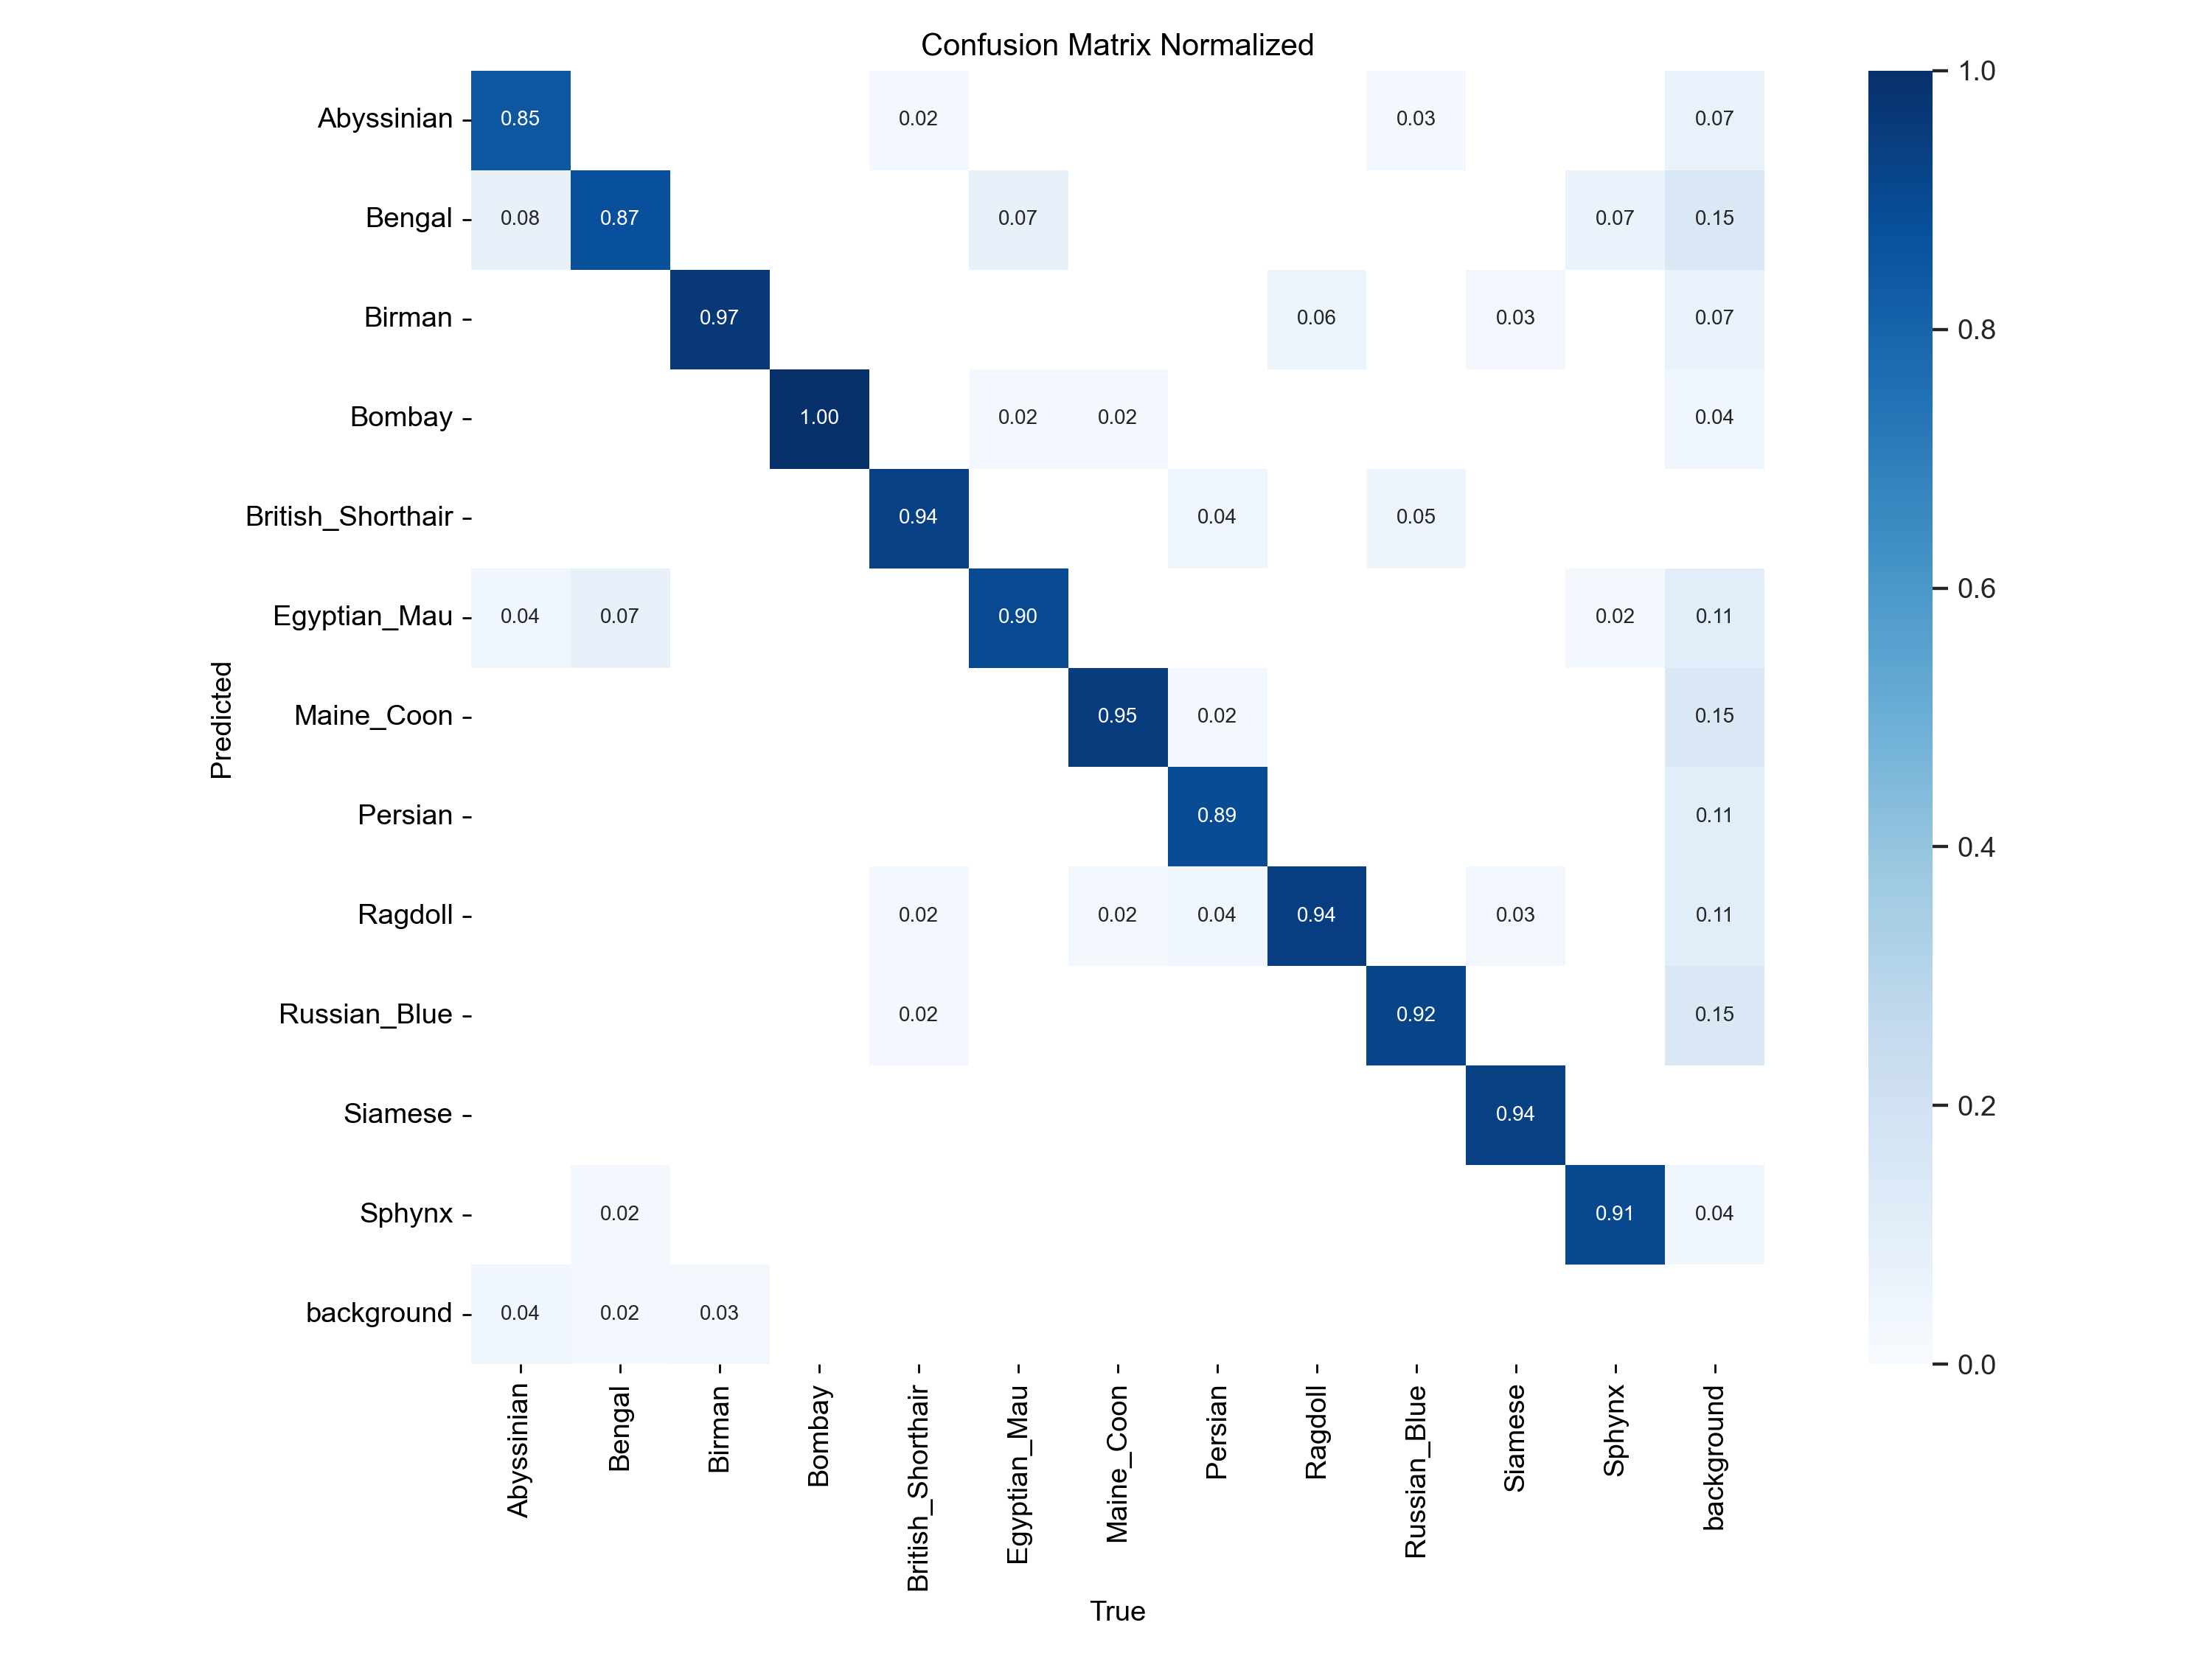 Confusion Matrix Normalized
Abyssinian 0.85 0.02 0.03 0.07
Bengal 0.08 0.87 0.07 0.07 0.15
Birman 0.97 0.06 0.03 0.07
Bombay 1.00 0.02 0.02 0.04
British_Shorthair 0.94 0.04 0.05
Egyptian_Mau 0.04 0.07 0.90 0.02 0.11
Maine_Coon 0.95 0.02 0.15
Persian 0.89 0.11
Ragdoll 0.02 0.02 0.04 0.94 0.03 0.11
Russian_Blue 0.02 0.92 0.15
Siamese 0.94
Sphynx 0.02 0.91 0.04
background 0.04 0.02 0.03
Predicted
Abyssinian
Bengal
Birman
Bombay
British_Shorthair
Egyptian_Mau
Maine_Coon
Persian
Ragdoll
Russian_Blue
Siamese
Sphynx
background
True
1.0
0.8
0.6
0.4
0.2
0.0